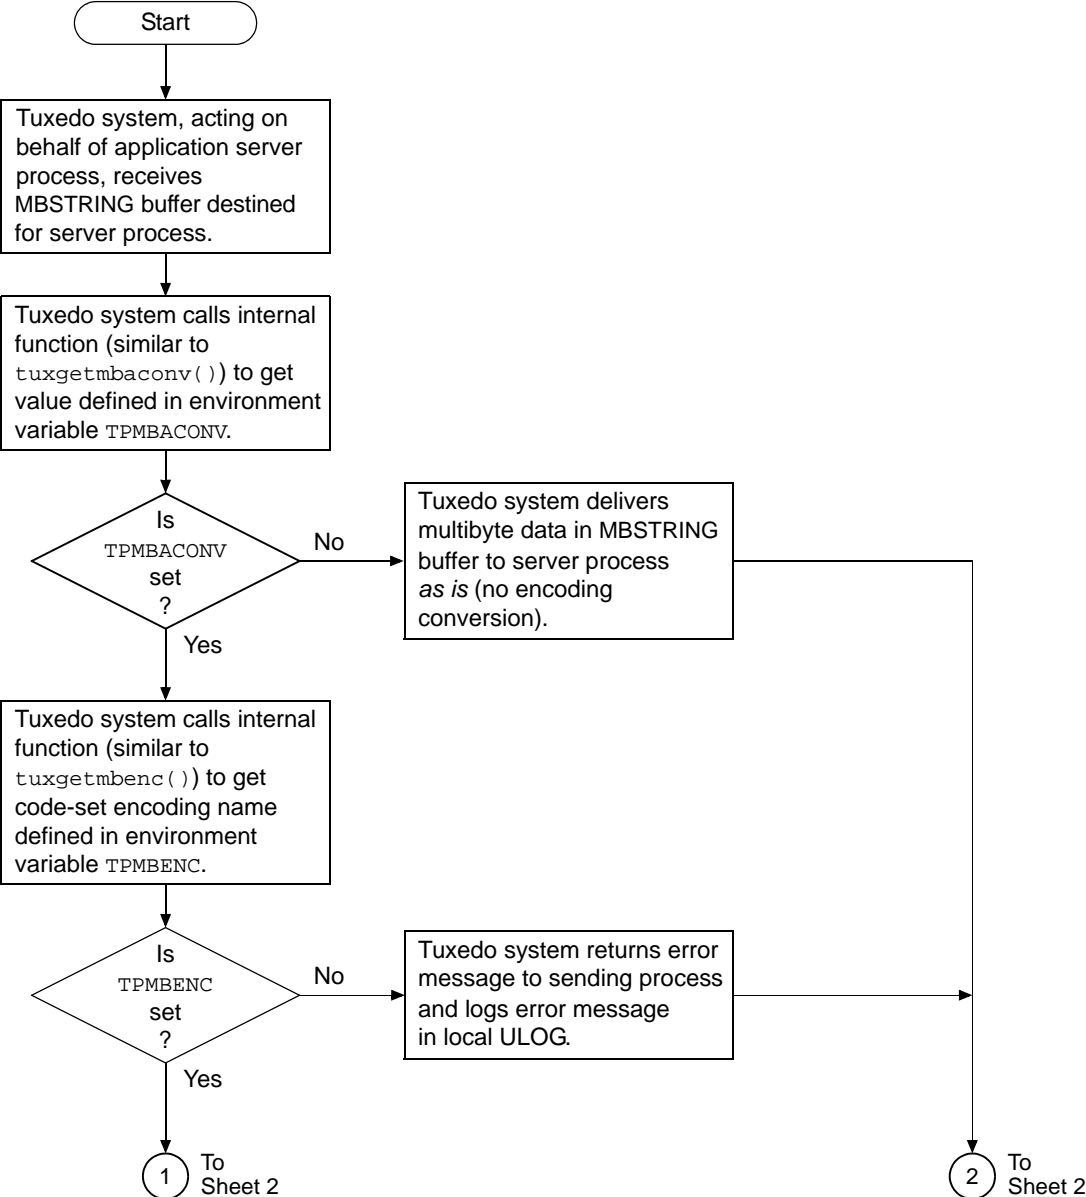 Start
Tuxedo system, acting on
behalf of application server
process, receives
MBSTRING buffer destined
for server process.
Tuxedo system calls internal
function (similar to
tuxgetmbaconv()) to get
value defined in environment
variable TPMBACONV.
Is
TPMBACONV
set
?
No
Yes
Tuxedo system delivers
multibyte data in MBSTRING
buffer to server process
as is (no encoding
conversion).
Tuxedo system calls internal
function (similar to
tuxgetmbenc()) to get
code-set encoding name
defined in environment
variable TPMBENC.
Is
TPMBENC
set
?
No
Yes
Tuxedo system returns error
message to sending process
and logs error message
in local ULOG.
1
To
Sheet 2
2
To
Sheet 2